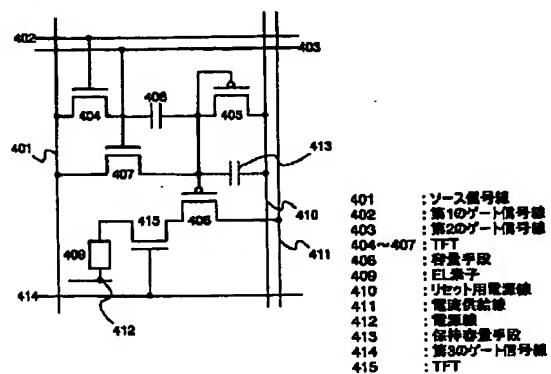 402
403
404
408
405
401
407
413
406
415
409
410
411
414
412
401 :ソース信号線
402 :第1のゲート信号線
403 :第2のゲート信号線
404~407 :TFT
408 :容量手段
409 :EL素子
410 :リセット用電源線
411 :電流供給線
412 :電源線
413 :保持容量手段
414 :第3のゲート信号線
415 :TFT